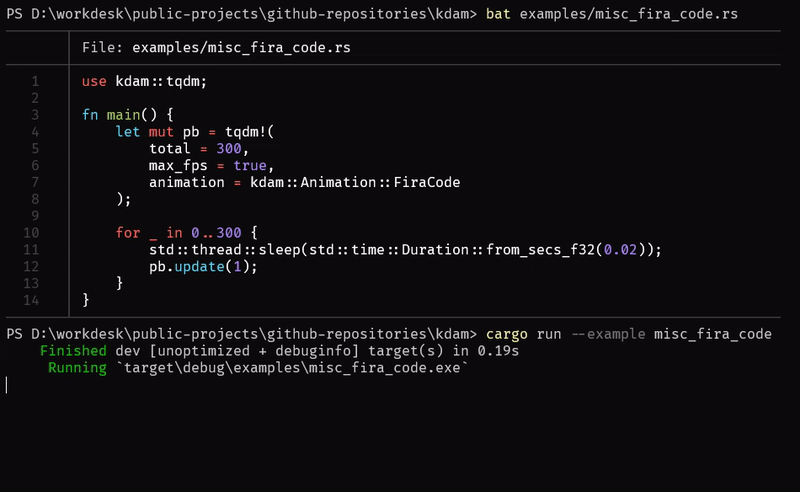 PS D:\workdesk\public-projects\github-repositories\kdam> bat examples/misc_fira_code.rs
File: examples/misc_fira_code.rs
1 use kdam::tqdm;
2
3 fn main() {
4     let mut pb = tqdm!(
5         total = 300,
6         max_fps = true,
7         animation = kdam::Animation::FiraCode
8     );
9
10     for _ in 0..300 {
11         std::thread::sleep(std::time::Duration::from_secs_f32(0.02));
12         pb.update(1);
13     }
14 }
PS D:\workdesk\public-projects\github-repositories\kdam> cargo run --example misc_fira_code
Finished dev [unoptimized + debuginfo] target(s) in 0.19s
Running `target\debug\examples\misc_fira_code.exe`